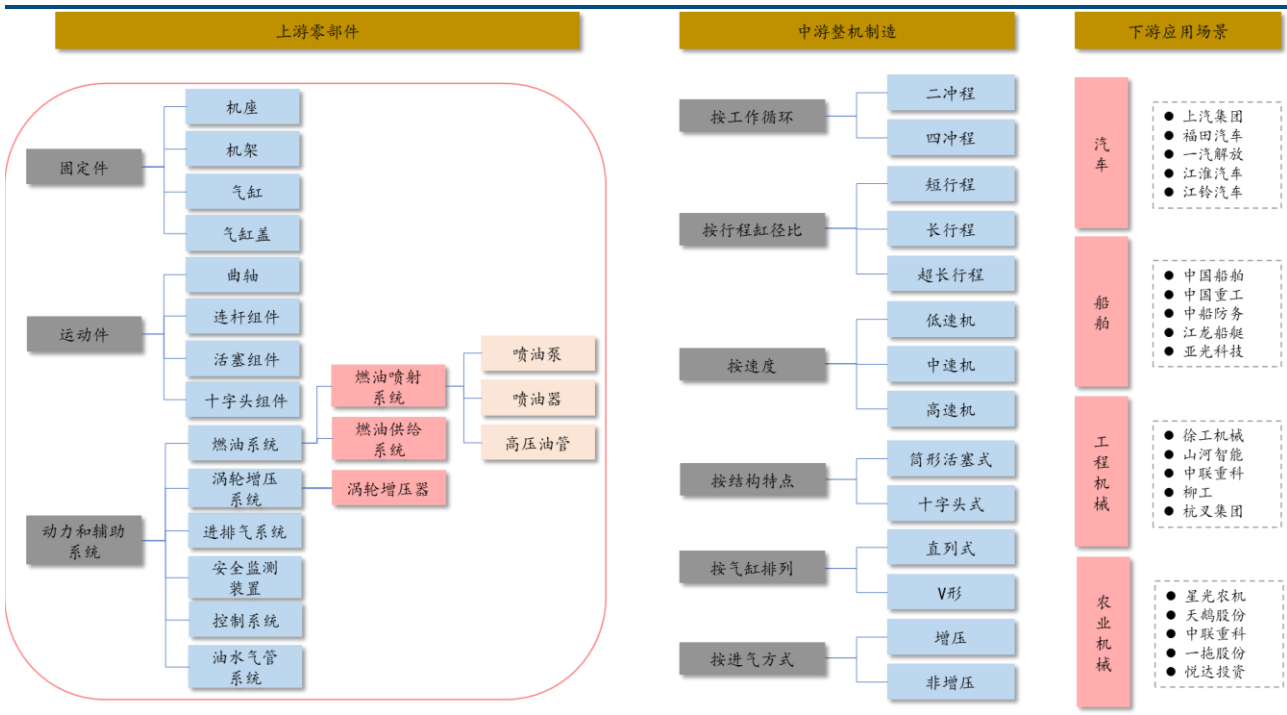 上游零部件
固定件
机座
机架
气缸
气缸盖
运动件
曲轴
连杆组件
活塞组件
十字头组件
动力和辅助
系统
燃油系统
涡轮增压
系统
进排气系统
安全监测
装置
控制系统
油水气管
系统
燃油喷射
系统
燃油供给
系统
涡轮增压器
喷油泵
喷油器
高压油管
中游整机制造
按工作循环
二冲程
四冲程
按行程缸径比
短行程
长行程
超长行程
按速度
低速机
中速机
高速机
按结构特点
筒形活塞式
十字头式
按气缸排列
直列式
V形
按进气方式
增压
非增压
下游应用场景
汽车
● 上汽集团
● 福田汽车
● 一汽解放
● 江淮汽车
● 江铃汽车
船舶
● 中国船舶
● 中国重工
● 中船防务
● 江龙船艇
● 亚光科技
工程机械
● 徐工机械
● 山河智能
● 中联重科
● 柳工
● 杭叉集团
农业机械
● 星光农机
● 天鹅股份
● 中联重科
● 一拖股份
● 悦达投资